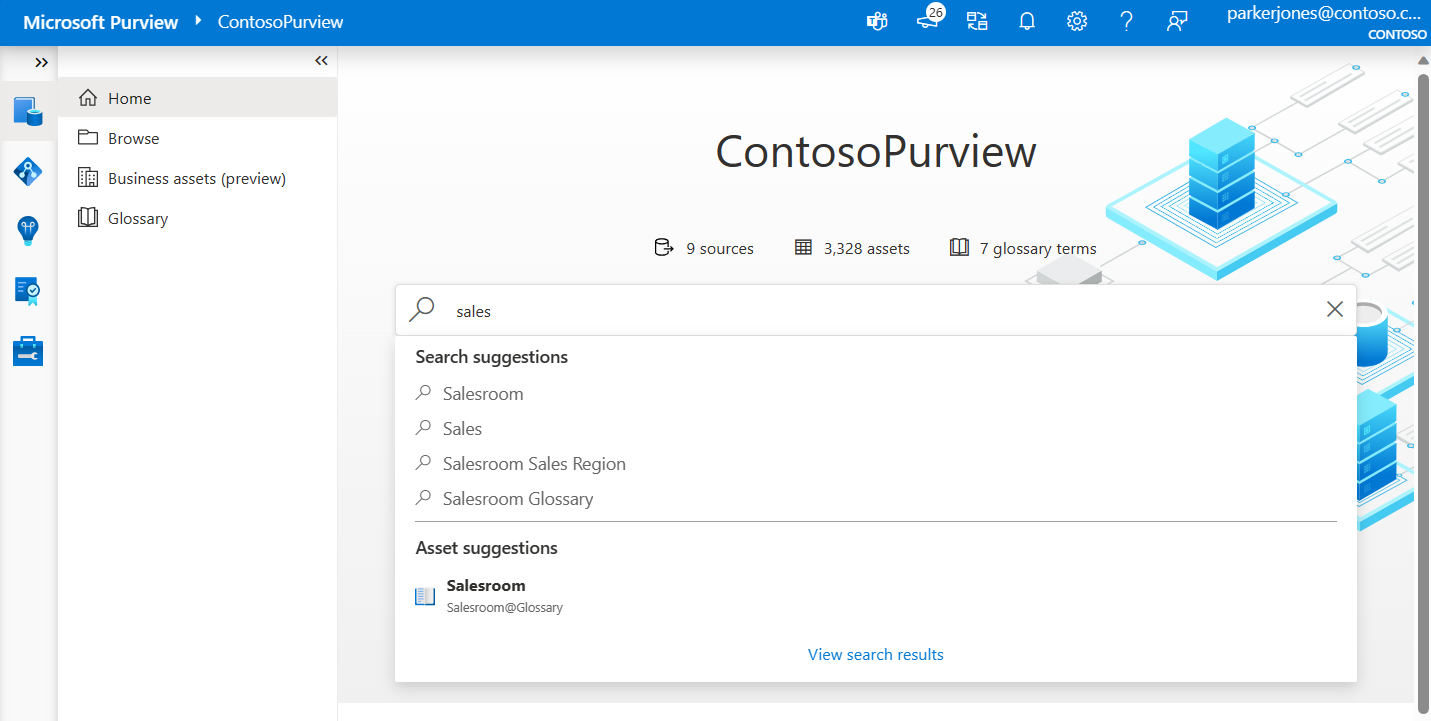 Microsoft Purview ContosoPurview
26
parkerjones@contoso.c...
CONTOSO
Home
Browse
Business assets (preview)
Glossary
ContosoPurview
9 sources 3,328 assets 7 glossary terms
sales
Search suggestions
Salesroom
Sales
Salesroom Sales Region
Salesroom Glossary
Asset suggestions
Salesroom
Salesroom@Glossary
View search results